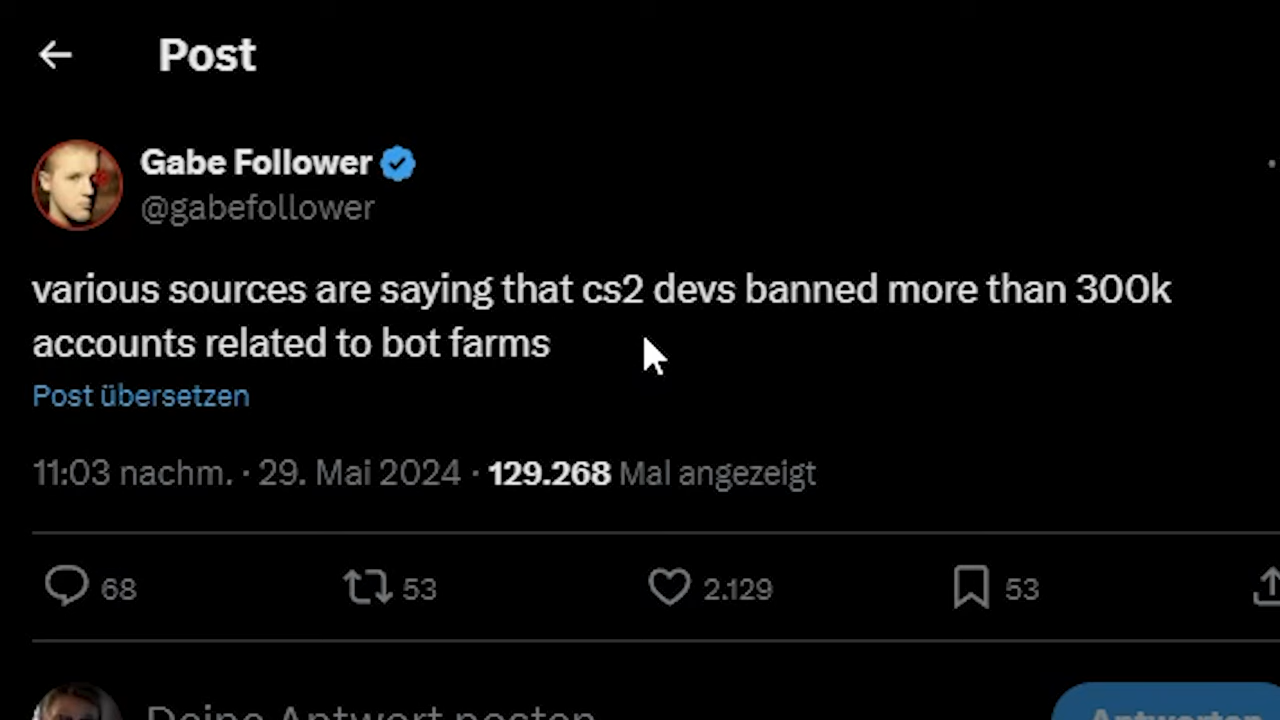 Post
Gabe Follower
@gabefollower
various sources are saying that cs2 devs banned more than 300k
accounts related to bot farms
Post übersetzen
11:03 nachm. · 29. Mai 2024 · 129.268 Mal angezeigt
68 53 2.129 53
Deine Antwort posten
Antworten